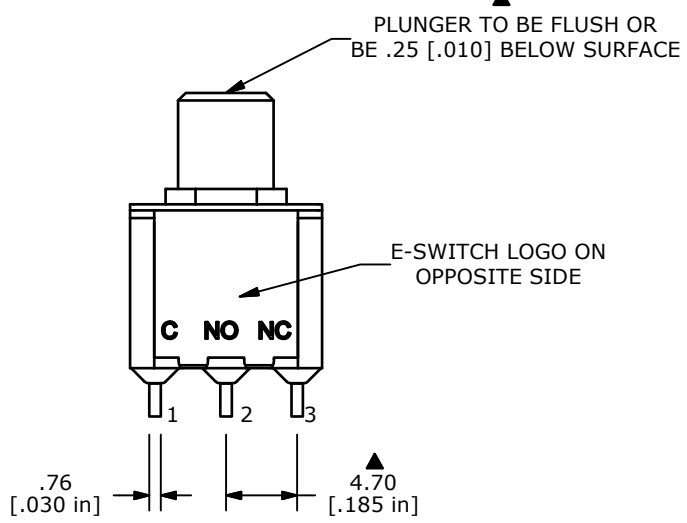 PLUNGER TO BE FLUSH OR
BE .25 [.010] BELOW SURFACE
E-SWITCH LOGO ON
OPPOSITE SIDE
C NO NC
1 2 3
.76
[.030 in]
4.70
[.185 in]